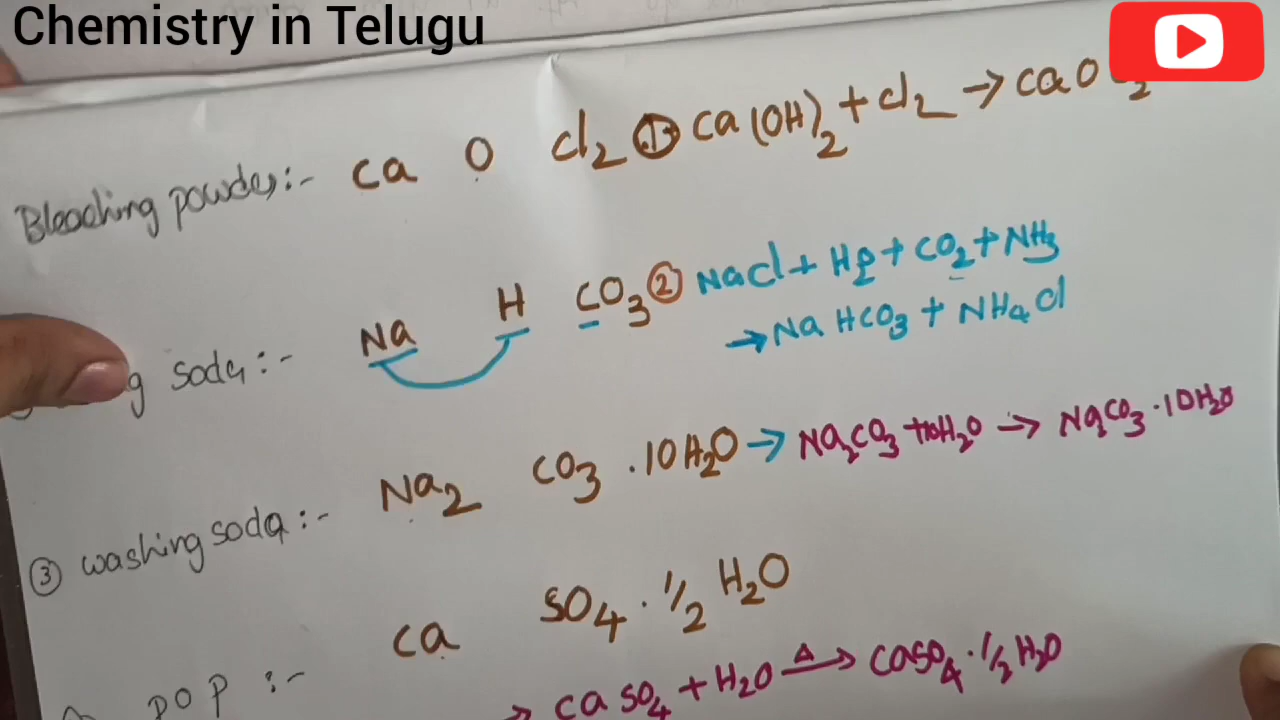 Chemistry in Telugu
Bleaching powder:- Ca O Cl2 ① Ca(OH)2 + Cl2 → CaO 2
g soda:- Na H CO3 ② NaCl + H2 + CO2 + NH3
→ NaHCO3 + NH4Cl
③ washing soda:- Na2 CO3 .10H2O → Na2CO3 + 10H2O → Na2CO3.10H2O
POP:- Ca SO4.1/2 H2O
→ CaSO4 + H2O Δ→ CaSO4.1/2 H2O